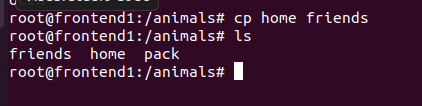 root@frontend1:/animals# cp home friends
root@frontend1:/animals# ls
friends  home  pack
root@frontend1:/animals#